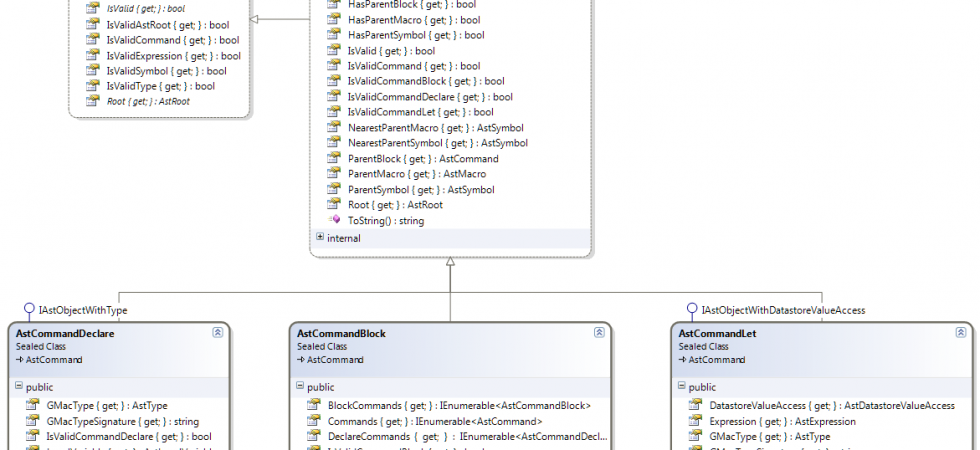 IsValid { get; } : bool
IsValidAstRoot { get; } : bool
IsValidCommand { get; } : bool
IsValidExpression { get; } : bool
IsValidSymbol { get; } : bool
IsValidType { get; } : bool
Root { get; } : AstRoot
HasParentBlock { get; } : bool
HasParentMacro { get; } : bool
HasParentSymbol { get; } : bool
IsValid { get; } : bool
IsValidCommand { get; } : bool
IsValidCommandBlock { get; } : bool
IsValidCommandDeclare { get; } : bool
IsValidCommandLet { get; } : bool
NearestParentMacro { get; } : AstSymbol
NearestParentSymbol { get; } : AstSymbol
ParentBlock { get; } : AstCommand
ParentMacro { get; } : AstMacro
ParentSymbol { get; } : AstSymbol
Root { get; } : AstRoot
ToString() : string
internal
IAstObjectWithType
AstCommandDeclare
Sealed Class
AstCommand
public
GMacType { get; } : AstType
GMacTypeSignature { get; } : string
IsValidCommandDeclare { get; } : bool
AstCommandBlock
Sealed Class
AstCommand
public
BlockCommands { get; } : IEnumerable<AstCommandBlock>
Commands { get; } : IEnumerable<AstCommand>
DeclareCommands { get; } : IEnumerable<AstCommandDecl...
IAstObjectWithDatastoreValueAccess
AstCommandLet
Sealed Class
AstCommand
public
DatastoreValueAccess { get; } : AstDatastoreValueAccess
Expression { get; } : AstExpression
GMacType { get; } : AstType